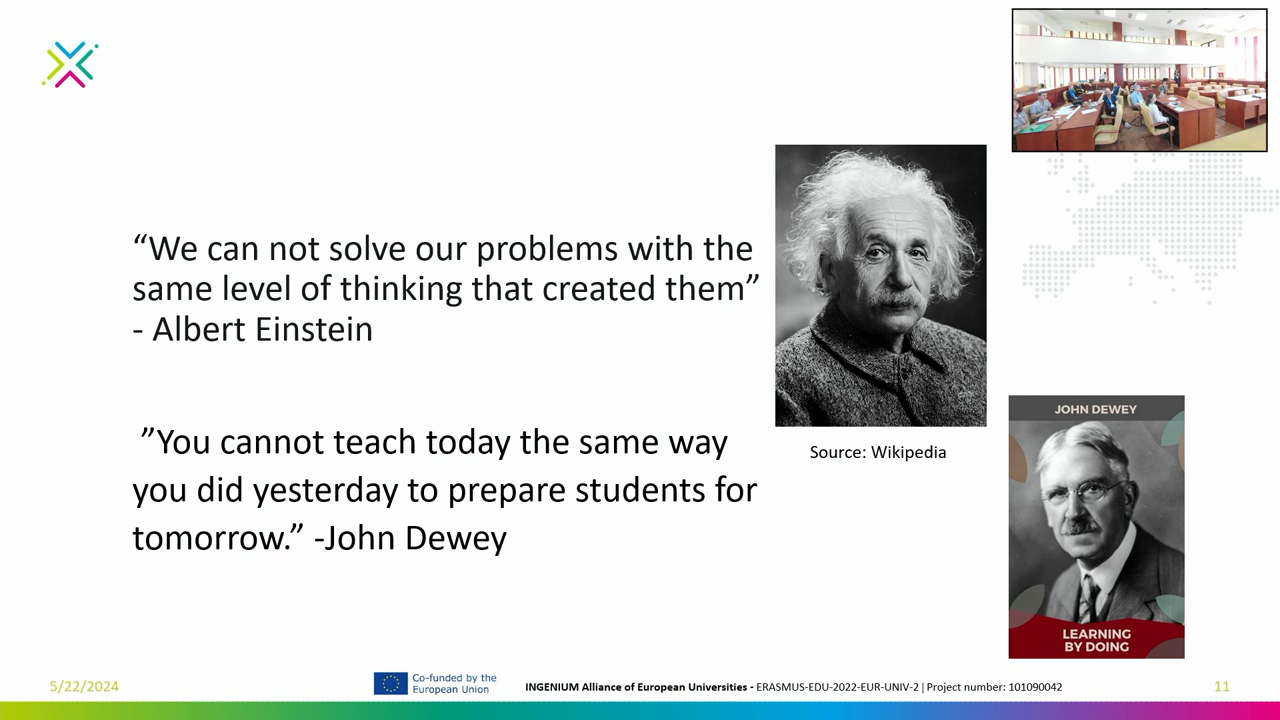 “We can not solve our problems with the
same level of thinking that created them”
- Albert Einstein
”You cannot teach today the same way
you did yesterday to prepare students for
tomorrow.” -John Dewey
Source: Wikipedia
JOHN DEWEY
LEARNING
BY DOING
5/22/2024
Co-funded by the
European Union
INGENIUM Alliance of European Universities - ERASMUS-EDU-2022-EUR-UNIV-2 | Project number: 101090042
11